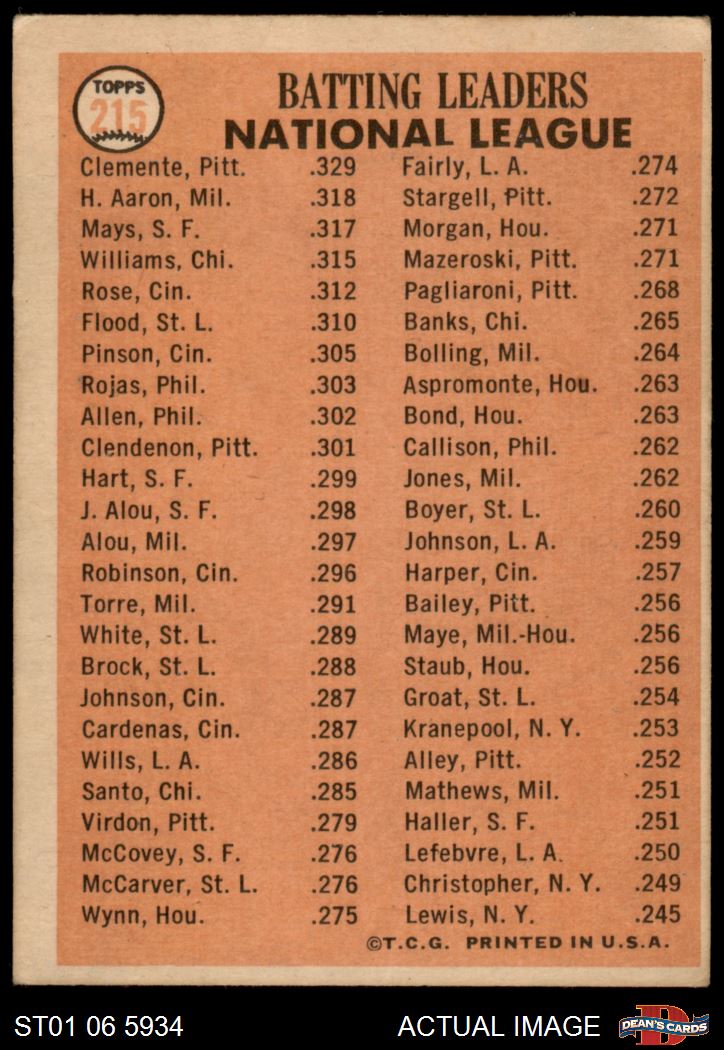 TOPPS
215
BATTING LEADERS
NATIONAL LEAGUE
Clemente, Pitt. .329
H. Aaron, Mil. .318
Mays, S. F. .317
Williams, Chi. .315
Rose, Cin. .312
Flood, St. L. .310
Pinson, Cin. .305
Rojas, Phil. .303
Allen, Phil. .302
Clendenon, Pitt. .301
Hart, S. F. .299
J. Alou, S. F. .298
Alou, Mil. .297
Robinson, Cin. .296
Torre, Mil. .291
White, St. L. .289
Brock, St. L. .288
Johnson, Cin. .287
Cardenas, Cin. .287
Wills, L. A. .286
Santo, Chi. .285
Virdon, Pitt. .279
McCovey, S. F. .276
McCarver, St. L. .276
Wynn, Hou. .275
Fairly, L. A. .274
Stargell, Pitt. .272
Morgan, Hou. .271
Mazeroski, Pitt. .271
Pagliaroni, Pitt. .268
Banks, Chi. .265
Bolling, Mil. .264
Aspromonte, Hou. .263
Bond, Hou. .263
Callison, Phil. .262
Jones, Mil. .262
Boyer, St. L. .260
Johnson, L. A. .259
Harper, Cin. .257
Bailey, Pitt. .256
Maye, Mil.-Hou. .256
Staub, Hou. .256
Groat, St. L. .254
Kranepool, N. Y. .253
Alley, Pitt. .252
Mathews, Mil. .251
Haller, S. F. .251
Lefebvre, L. A. .250
Christopher, N. Y. .249
Lewis, N. Y. .245
©T.C.G. PRINTED IN U.S.A.
ST01 06 5934
ACTUAL IMAGE
D
DEAN'S CARDS